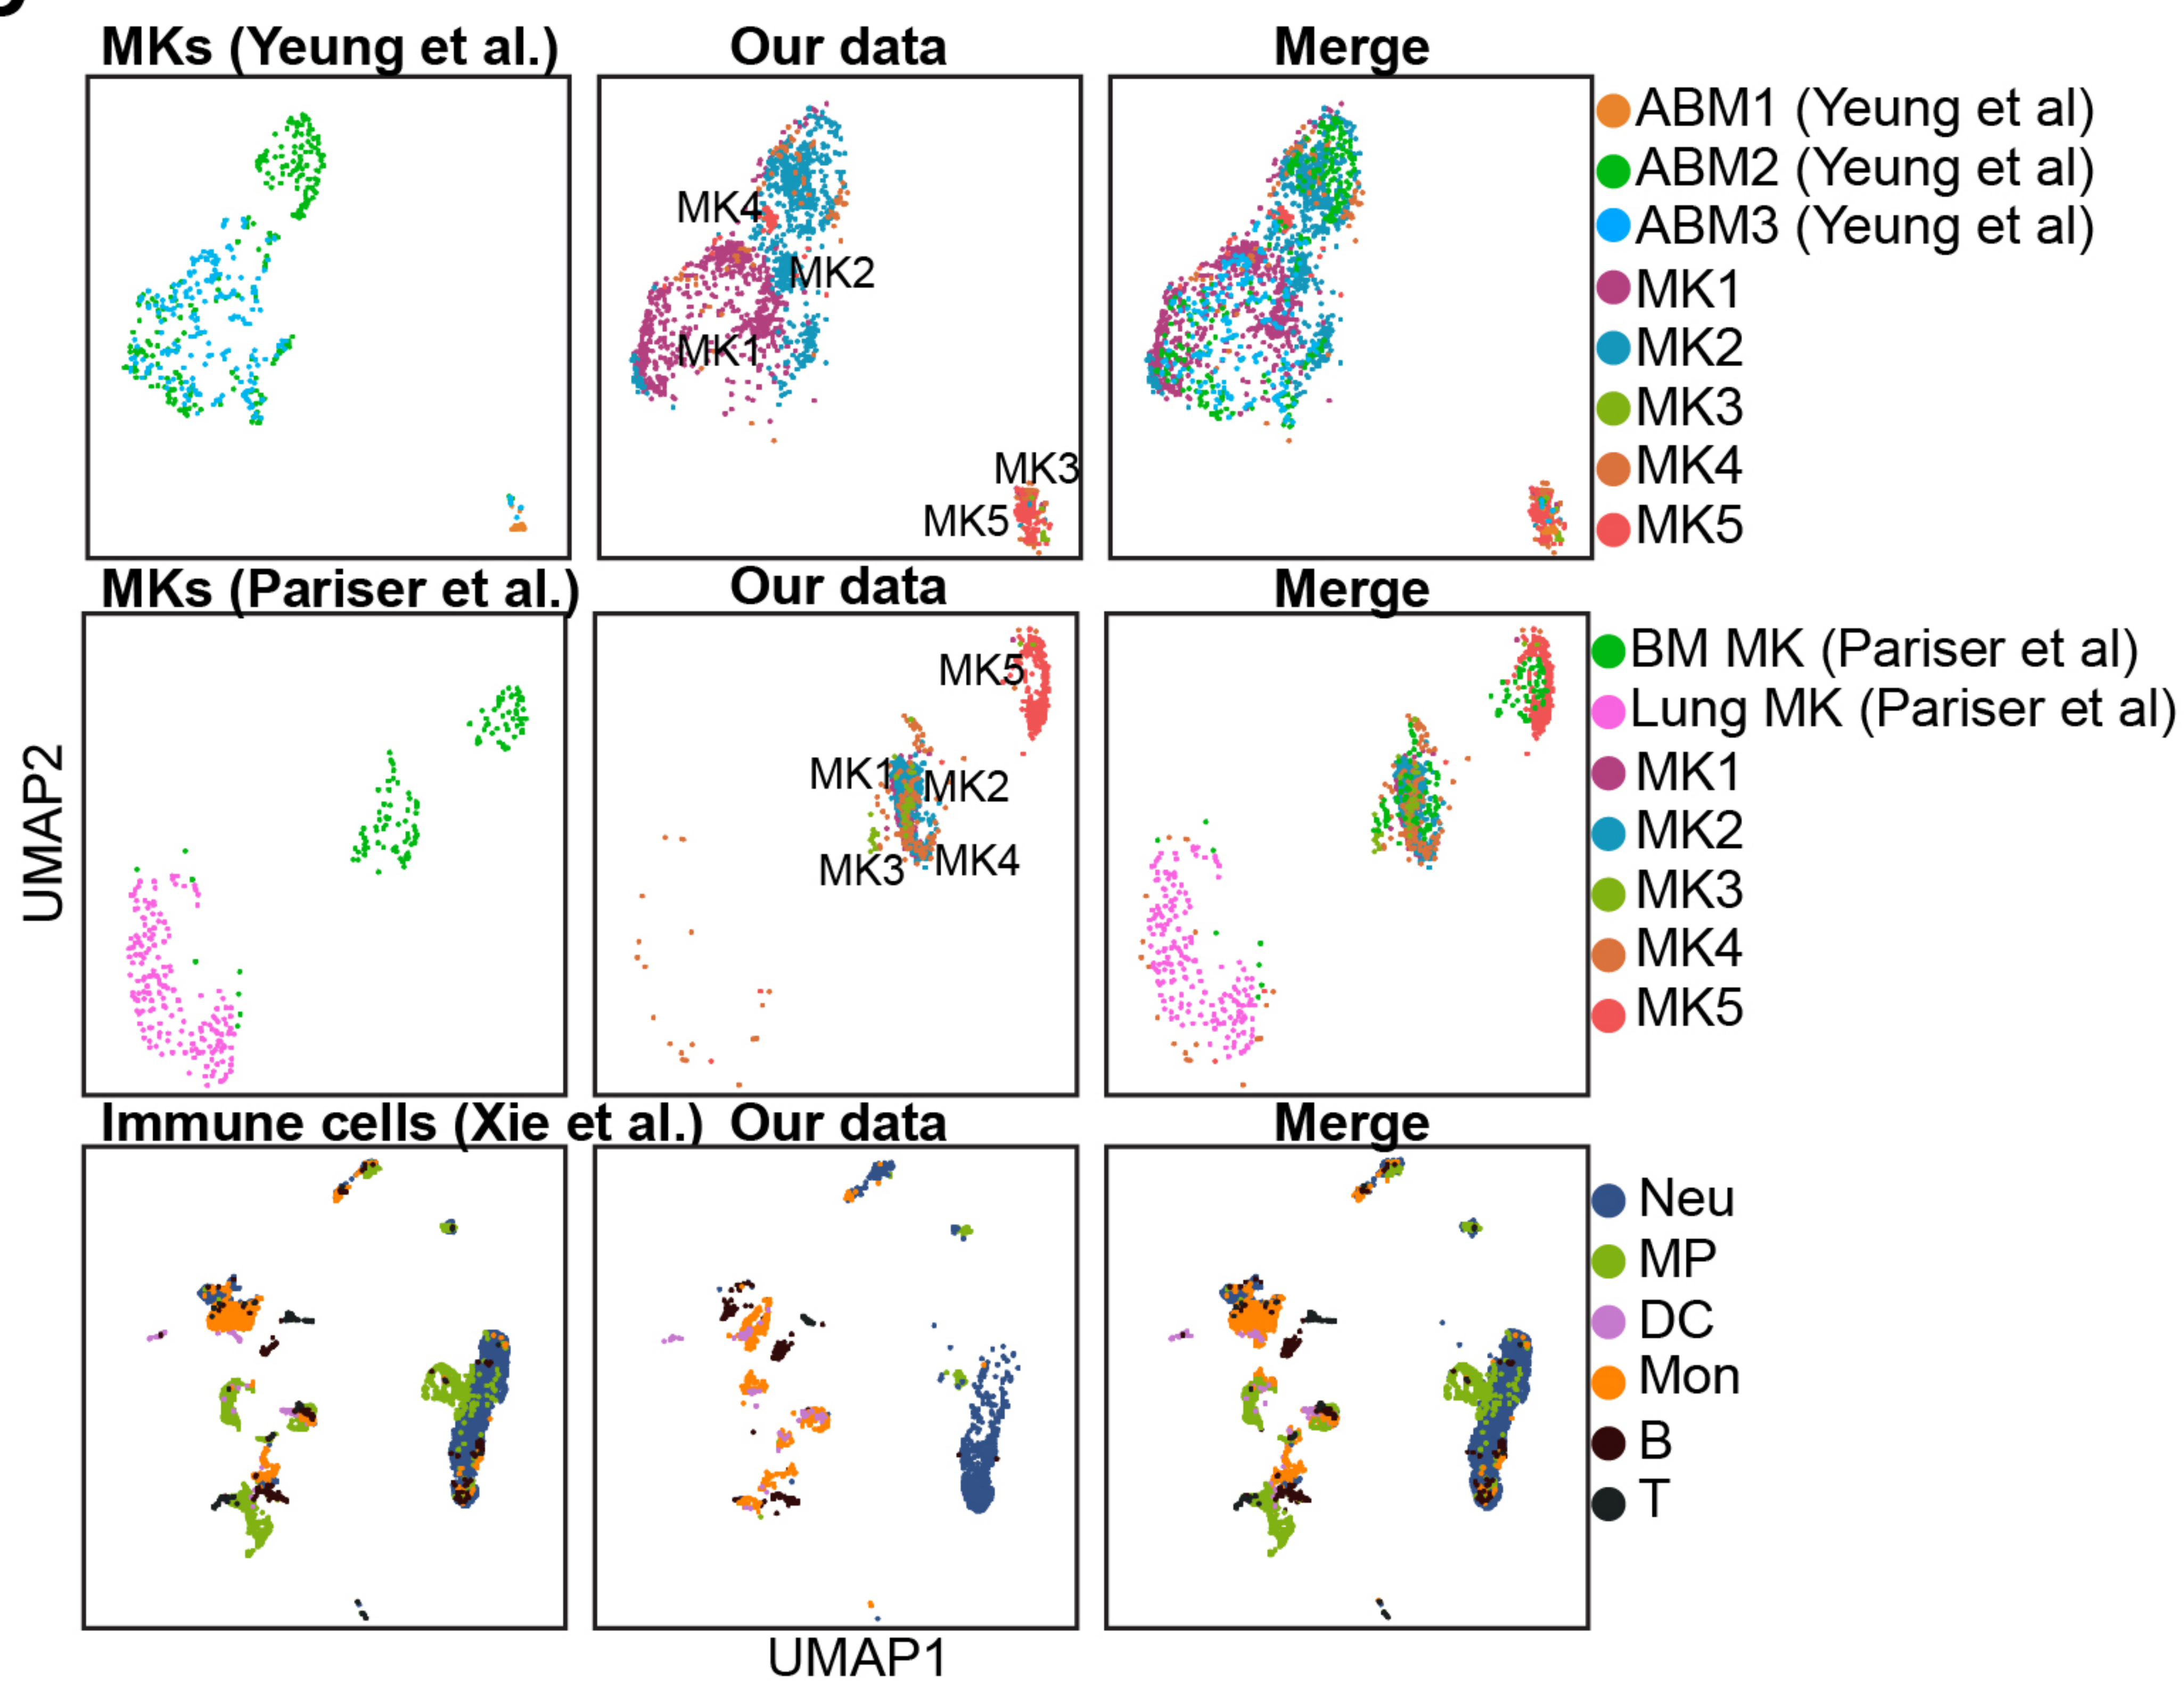 MKs (Yeung et al.) Our data Merge
ABM1 (Yeung et al)
ABM2 (Yeung et al)
ABM3 (Yeung et al)
MK1
MK2
MK3
MK4
MK5
MK4
MK2
MK1
MK3
MK5
MKs (Pariser et al.) Our data Merge
BM MK (Pariser et al)
Lung MK (Pariser et al)
MK1
MK2
MK3
MK4
MK5
MK5
MK1 MK2
MK3 MK4
UMAP2
Immune cells (Xie et al.) Our data Merge
Neu
MP
DC
Mon
B
T
UMAP1